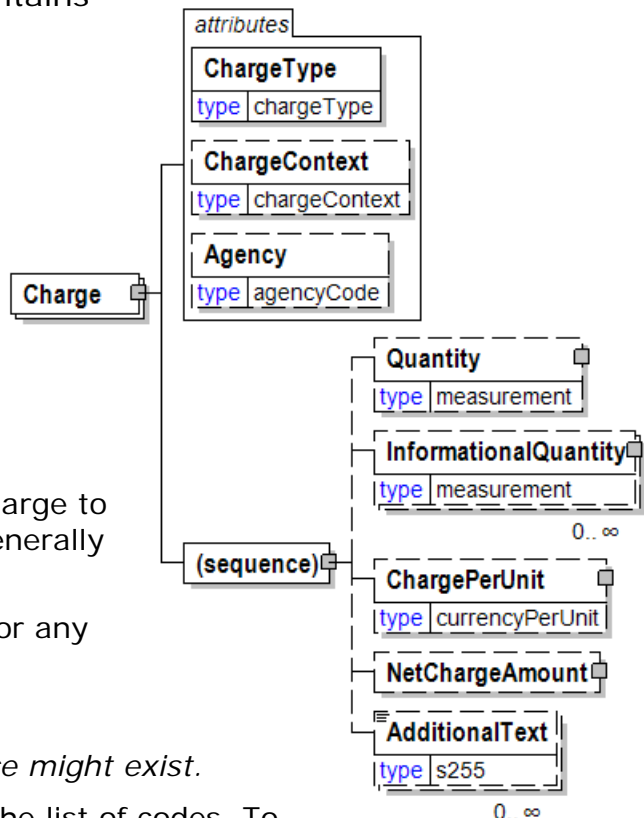 ntains
attributes
ChargeType
type chargeType
ChargeContext
type chargeContext
Agency
type agencyCode
Charge
Quantity
type measurement
InformationalQuantity
type measurement
0..∞
arge to
enerally
(sequence)
ChargePerUnit
type currencyPerUnit
or any
NetChargeAmount
AdditionalText
type s255
e might exist.
he list of codes. To
0..∞